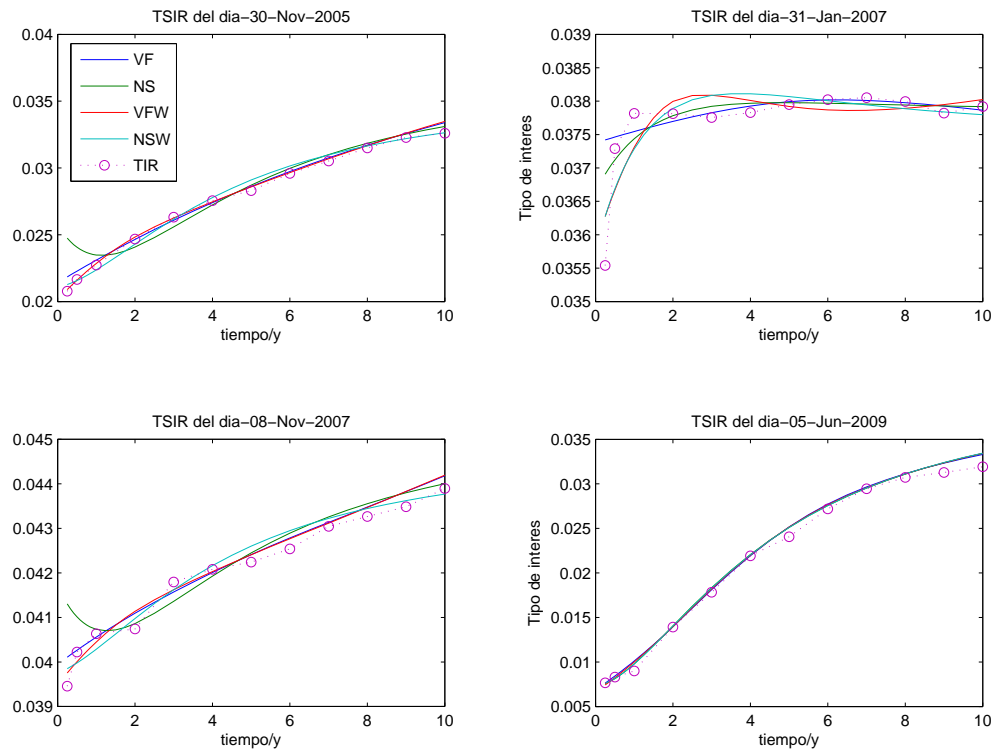 TSIR del dia−30−Nov−2005
0.04
0.035
0.03
0.025
0.02
0 2 4 6 8 10
tiempo/y
VF
NS
VFW
NSW
TIR
TSIR del dia−31−Jan−2007
0.039
0.0385
0.038
0.0375
0.037
0.0365
0.036
0.0355
0.035
0 2 4 6 8 10
tiempo/y
Tipo de interes
TSIR del dia−08−Nov−2007
0.045
0.044
0.043
0.042
0.041
0.04
0.039
0 2 4 6 8 10
tiempo/y
TSIR del dia−05−Jun−2009
0.035
0.03
0.025
0.02
0.015
0.01
0.005
0 2 4 6 8 10
tiempo/y
Tipo de interes